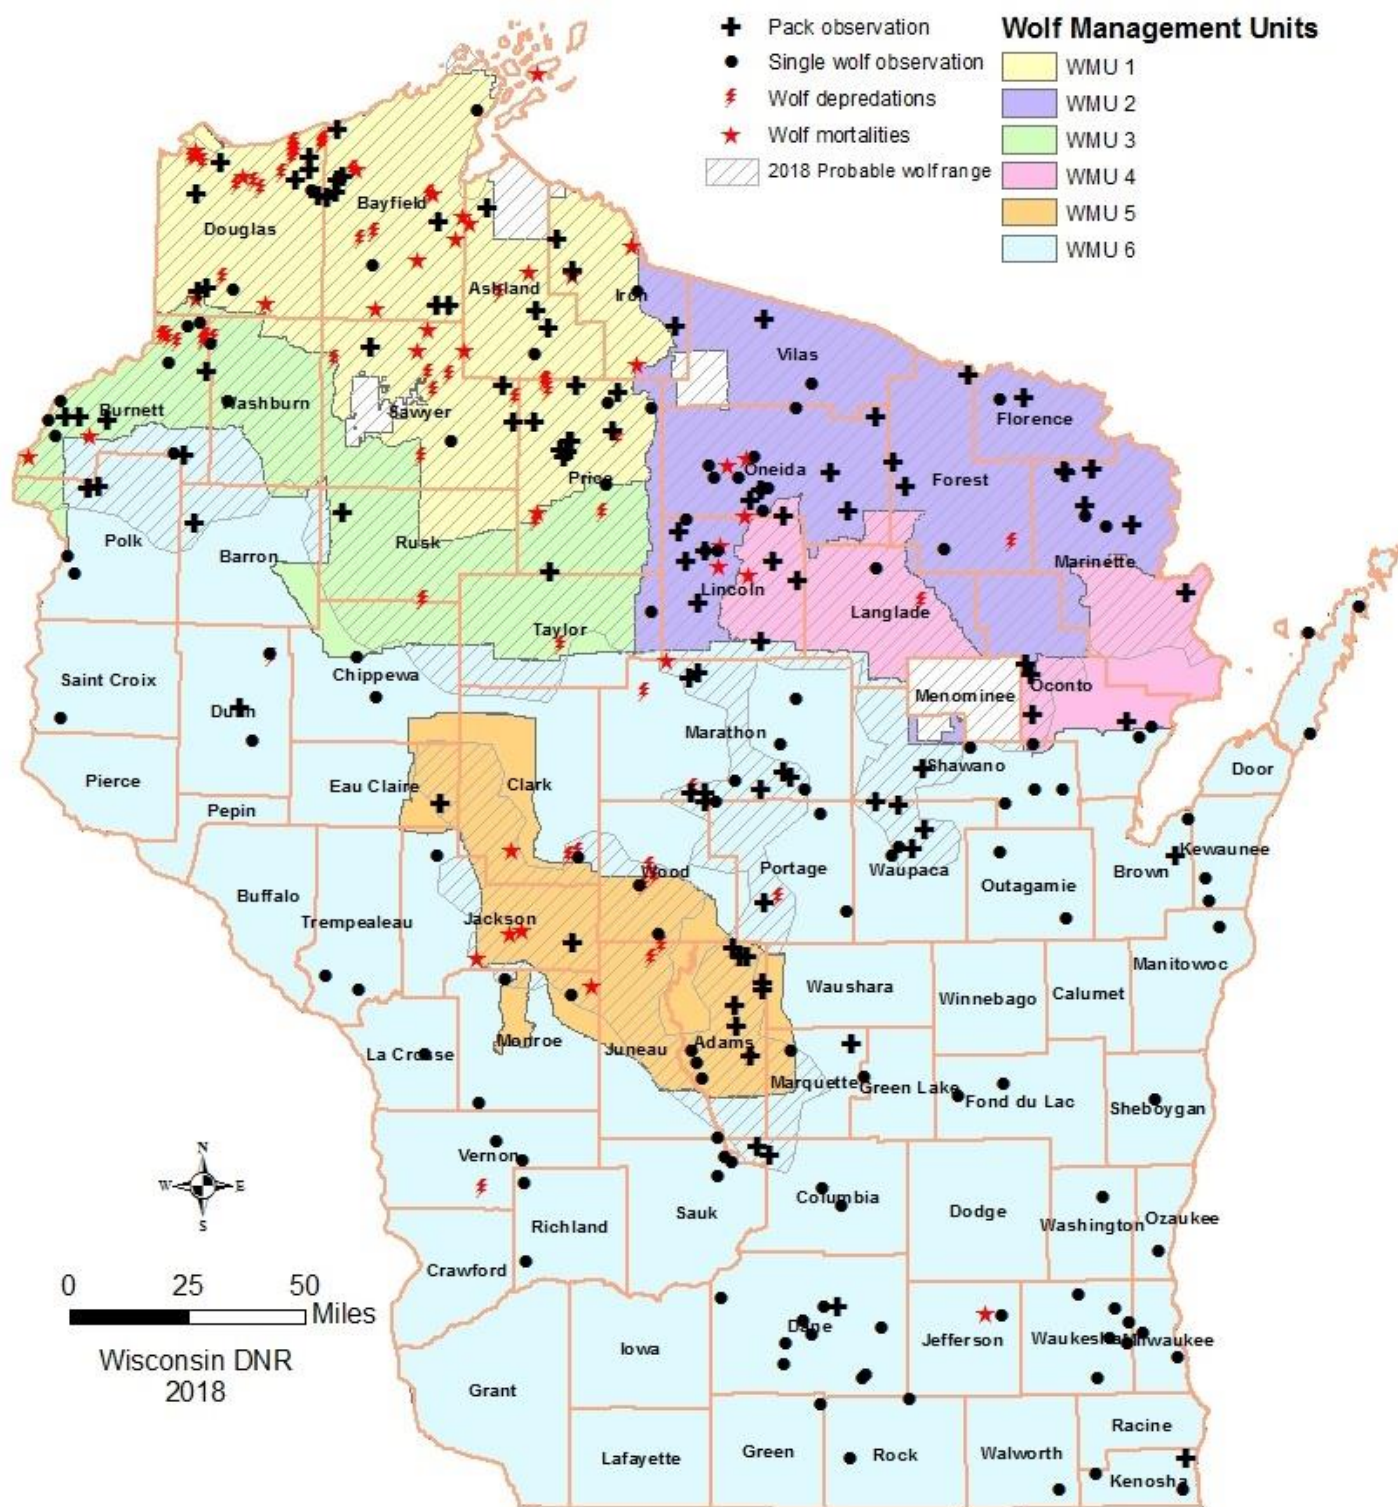 Pack observation
Single wolf observation
Wolf depredations
Wolf mortalities
2018 Probable wolf range
Wolf Management Units
WMU 1
WMU 2
WMU 3
WMU 4
WMU 5
WMU 6
Douglas
Bayfield
Ashland
Iron
Vilas
Burnett
Washburn
Sawyer
Price
Oneida
Forest
Florence
Polk
Barron
Rusk
Taylor
Lincoln
Langlade
Marinette
Saint Croix
Dunn
Chippewa
Marathon
Menominee
Oconto
Pierce
Pepin
Eau Claire
Clark
Shawano
Door
Buffalo
Trempealeau
Jackson
Wood
Portage
Waupaca
Outagamie
Brown
Kewaunee
La Crosse
Monroe
Juneau
Adams
Waushara
Winnebago
Calumet
Manitowoc
Marquette
Green Lake
Fond du Lac
Sheboygan
Vernon
Richland
Sauk
Columbia
Dodge
Washington
Ozaukee
Crawford
Grant
Iowa
Dane
Jefferson
Waukesha
Milwaukee
Lafayette
Green
Rock
Walworth
Racine
Kenosha
N
W E
S
0 25 50
Miles
Wisconsin DNR
2018